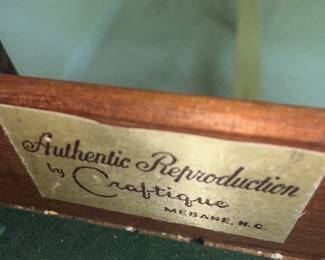 Authentic Reproduction
by Craftique
MEBANE, N.C.